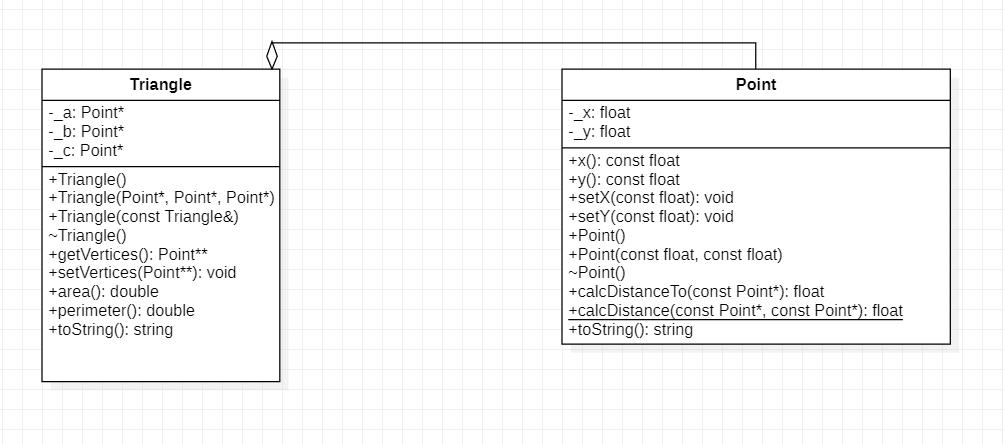 Triangle
-_a: Point*
-_b: Point*
-_c: Point*
+Triangle()
+Triangle(Point*, Point*, Point*)
+Triangle(const Triangle&)
~Triangle()
+getVertices(): Point**
+setVertices(Point**): void
+area(): double
+perimeter(): double
+toString(): string
Point
-_x: float
-_y: float
+x(): const float
+y(): const float
+setX(const float): void
+setY(const float): void
+Point()
+Point(const float, const float)
~Point()
+calcDistanceTo(const Point*): float
+calcDistance(const Point*, const Point*): float
+toString(): string